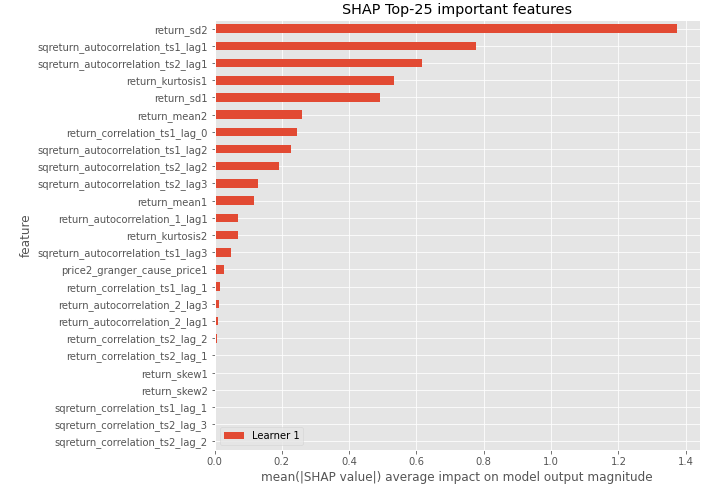 SHAP Top-25 important features
feature
return_sd2
sqreturn_autocorrelation_ts1_lag1
sqreturn_autocorrelation_ts2_lag1
return_kurtosis1
return_sd1
return_mean2
return_correlation_ts1_lag_0
sqreturn_autocorrelation_ts1_lag2
sqreturn_autocorrelation_ts2_lag2
sqreturn_autocorrelation_ts2_lag3
return_mean1
return_autocorrelation_1_lag1
return_kurtosis2
sqreturn_autocorrelation_ts1_lag3
price2_granger_cause_price1
return_correlation_ts1_lag_1
return_autocorrelation_2_lag3
return_autocorrelation_2_lag1
return_correlation_ts2_lag_2
return_correlation_ts2_lag_1
return_skew1
return_skew2
sqreturn_correlation_ts1_lag_1
sqreturn_correlation_ts2_lag_3
sqreturn_correlation_ts2_lag_2
Learner 1
0.0 0.2 0.4 0.6 0.8 1.0 1.2 1.4
mean(|SHAP value|) average impact on model output magnitude